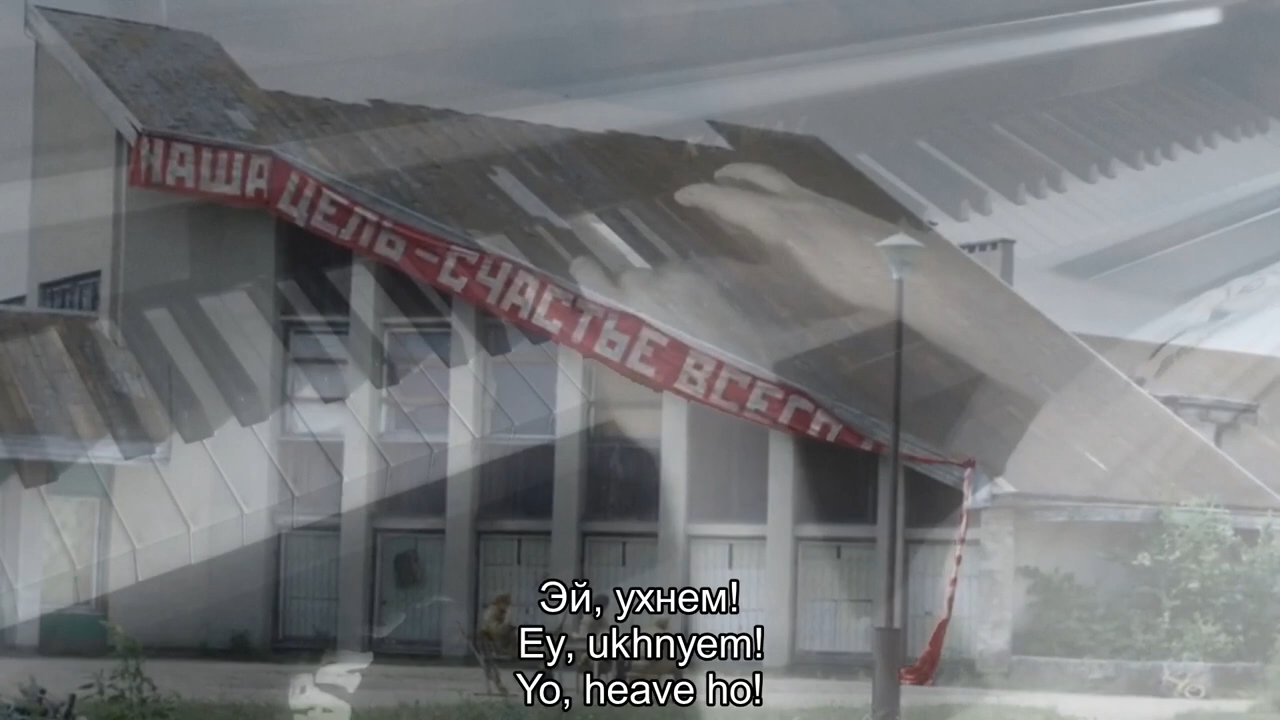 НАША ЦЕЛЬ - СЧАСТЬЕ ВСЕГО
Эй, ухнем!
Ey, ukhnyem!
Yo, heave ho!